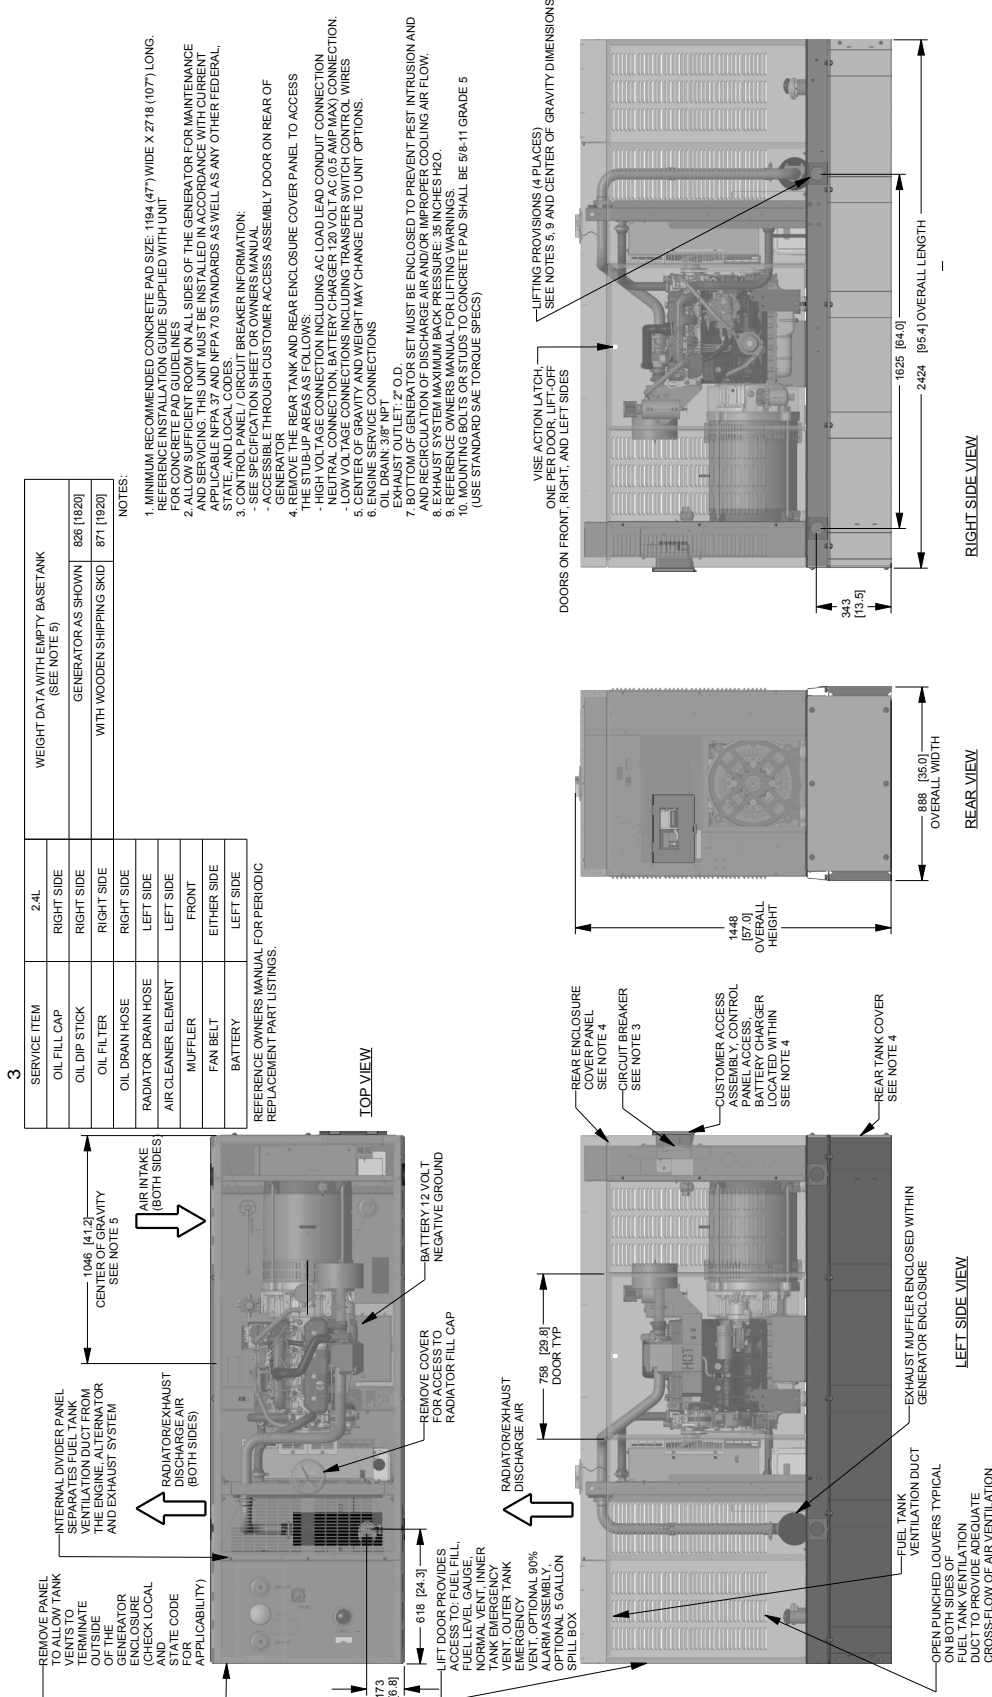 3
SERVICE ITEM 2.4L
OIL FILL CAP RIGHT SIDE
OIL DIP STICK RIGHT SIDE
OIL FILTER RIGHT SIDE
OIL DRAIN HOSE RIGHT SIDE
RADIATOR DRAIN HOSE LEFT SIDE
AIR CLEANER ELEMENT LEFT SIDE
MUFFLER FRONT
FAN BELT EITHER SIDE
BATTERY LEFT SIDE
REFERENCE OWNERS MANUAL FOR PERIODIC
REPLACEMENT PART LISTINGS.
WEIGHT DATA WITH EMPTY BASETANK
(SEE NOTE 5)
GENERATOR AS SHOWN 826 [1820]
WITH WOODEN SHIPPING SKID 871 [1920]
NOTES:
1. MINIMUM RECOMMENDED CONCRETE PAD SIZE: 1194 (47") WIDE X 2718 (107") LONG.
REFERENCE INSTALLATION GUIDE SUPPLIED WITH UNIT
FOR CONCRETE PAD GUIDELINES
2. ALLOW SUFFICIENT ROOM ON ALL SIDES OF THE GENERATOR FOR MAINTENANCE
AND SERVICING. THIS UNIT MUST BE INSTALLED IN ACCORDANCE WITH CURRENT
APPLICABLE NFPA 37 AND NFPA 70 STANDARDS AS WELL AS ANY OTHER FEDERAL,
STATE, AND LOCAL CODES.
3. CONTROL PANEL / CIRCUIT BREAKER INFORMATION:
- SEE SPECIFICATION SHEET OR OWNERS MANUAL
- ACCESSIBLE THROUGH CUSTOMER ACCESS ASSEMBLY DOOR ON REAR OF
GENERATOR
4. REMOVE THE REAR TANK AND REAR ENCLOSURE COVER PANEL TO ACCESS
THE STUB-UP AREAS AS FOLLOWS:
- HIGH VOLTAGE CONNECTION INCLUDING AC LOAD LEAD CONDUIT CONNECTION
NEUTRAL CONNECTION, BATTERY CHARGER 120 VOLT AC (0.5 AMP MAX) CONNECTION.
- LOW VOLTAGE CONNECTIONS INCLUDING TRANSFER SWITCH CONTROL WIRES
5. CENTER OF GRAVITY AND WEIGHT MAY CHANGE DUE TO UNIT OPTIONS.
6. ENGINE SERVICE CONNECTIONS
OIL DRAIN: 3/8" NPT
EXHAUST OUTLET: 2" O.D.
7. BOTTOM OF GENERATOR SET MUST BE ENCLOSED TO PREVENT PEST INTRUSION AND
AND RECIRCULATION OF DISCHARGE AIR AND/OR IMPROPER COOLING AIR FLOW.
8. EXHAUST SYSTEM MAXIMUM BACK PRESSURE: 35 INCHES H2O.
9. REFERENCE OWNERS MANUAL FOR LIFTING WARNINGS.
10. MOUNTING BOLTS OR STUDS TO CONCRETE PAD SHALL BE 5/8-11 GRADE 5
(USE STANDARD SAE TORQUE SPECS)
REMOVE PANEL
TO ALLOW TANK
VENTS TO
TERMINATE
OUTSIDE
OF THE
GENERATOR
ENCLOSURE
(CHECK LOCAL
AND
STATE CODE
FOR
APPLICABILITY)
INTERNAL DIVIDER PANEL
SEPARATES FUEL TANK
VENTILATION DUCT FROM
THE ENGINE, ALTERNATOR
AND EXHAUST SYSTEM
RADIATOR/EXHAUST
DISCHARGE AIR
(BOTH SIDES)
1046 [41.2]
CENTER OF GRAVITY
SEE NOTE 5
AIR INTAKE
(BOTH SIDES)
TOP VIEW
BATTERY 12 VOLT
NEGATIVE GROUND
REMOVE COVER
FOR ACCESS TO
RADIATOR FILL CAP
618 [24.3]
173
[6.8]
LIFT DOOR PROVIDES
ACCESS TO: FUEL FILL,
FUEL LEVEL GAUGE,
NORMAL VENT, INNER
TANK EMERGENCY
VENT, OUTER TANK
EMERGENCY
VENT, OPTIONAL 90%
ALARM ASSEMBLY,
OPTIONAL 5 GALLON
SPILL BOX
RADIATOR/EXHAUST
DISCHARGE AIR
758 [29.8]
DOOR TYP
HOT
REAR ENCLOSURE
COVER PANEL
SEE NOTE 4
CIRCUIT BREAKER
SEE NOTE 3
CUSTOMER ACCESS
ASSEMBLY, CONTROL
PANEL ACCESS,
BATTERY CHARGER
LOCATED WITHIN
SEE NOTE 4
REAR TANK COVER
SEE NOTE 4
EXHAUST MUFFLER ENCLOSED WITHIN
GENERATOR ENCLOSURE
FUEL TANK
VENTILATION DUCT
OPEN PUNCHED LOUVERS TYPICAL
ON BOTH SIDES OF
FUEL TANK VENTILATION
DUCT TO PROVIDE ADEQUATE
CROSS-FLOW OF AIR VENTILATION
LEFT SIDE VIEW
1448
[57.0]
OVERALL
HEIGHT
888 [35.0]
OVERALL WIDTH
REAR VIEW
VISE ACTION LATCH,
ONE PER DOOR, LIFT-OFF
DOORS ON FRONT, RIGHT, AND LEFT SIDES
LIFTING PROVISIONS (4 PLACES)
SEE NOTES 5, 9 AND CENTER OF GRAVITY DIMENSIONS
343
[13.5]
1625 [64.0]
2424 [95.4] OVERALL LENGTH
RIGHT SIDE VIEW